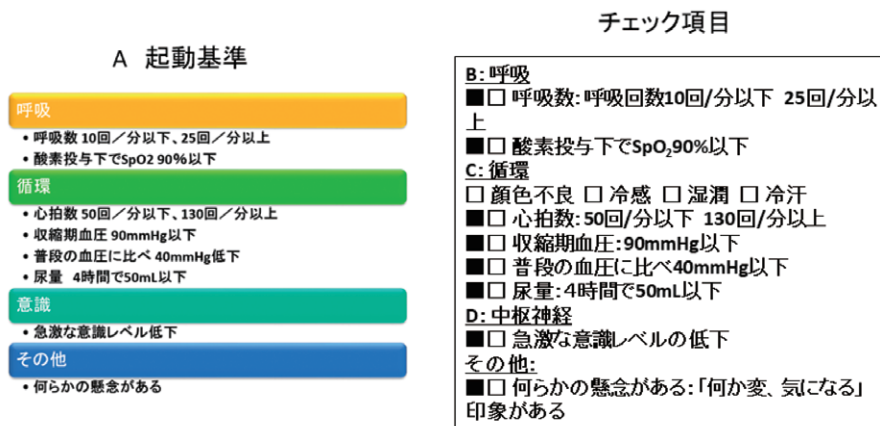 A 起動基準
呼吸
• 呼吸数 10回／分以下、25回／分以上
• 酸素投与下でSpO2 90%以下
循環
• 心拍数 50回／分以下、130回／分以上
• 収縮期血圧 90mmHg以下
• 普段の血圧に比べ 40mmHg低下
• 尿量 4時間で50mL以下
意識
• 急激な意識レベル低下
その他
• 何らかの懸念がある
チェック項目
B: 呼吸
■□ 呼吸数: 呼吸回数10回/分以下 25回/分以
上
■□ 酸素投与下でSpO₂90%以下
C: 循環
□ 顔色不良 □ 冷感 □ 湿潤 □ 冷汗
■□ 心拍数: 50回/分以下 130回/分以上
■□ 収縮期血圧: 90mmHg以下
■□ 普段の血圧に比べ40mmHg以下
■□ 尿量: 4時間で50mL以下
D: 中枢神経
■□ 急激な意識レベルの低下
その他:
■□ 何らかの懸念がある: 「何か変、気になる」
印象がある